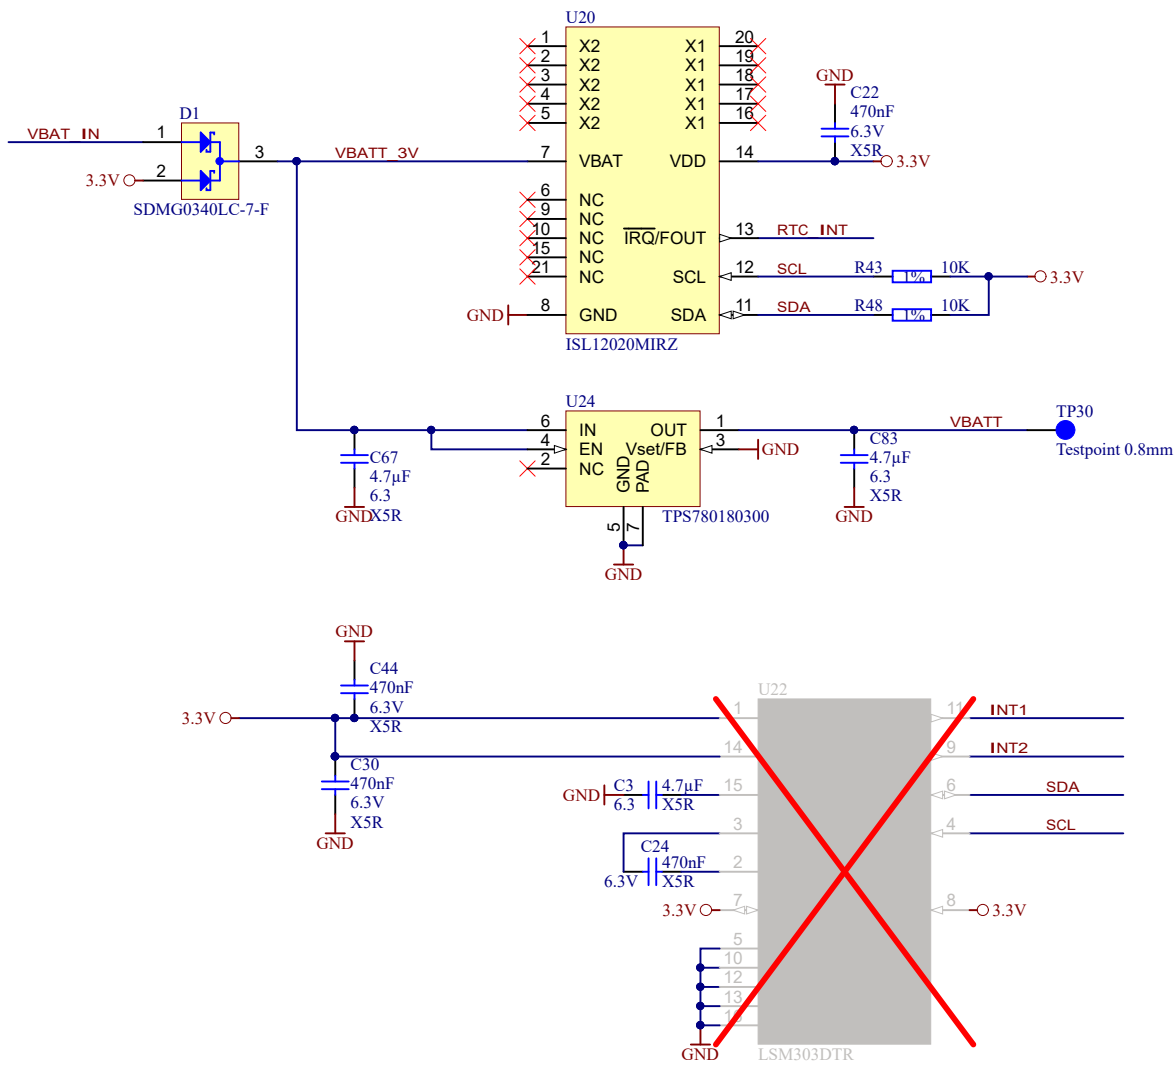 U20
1 X2 X1 20
2 X2 X1 19
3 X2 X1 18
4 X2 X1 17
5 X2 X1 16
GND
C22
470nF
6.3V
X5R
D1
VBAT_IN 1
3 VBATT_3V 7 VBAT VDD 14 3.3V
3.3V 2
SDMG0340LC-7-F
6 NC
9 NC
10 NC
15 NC
21 NC
IRQ/FOUT 13 RTC_INT
SCL 12 SCL R43 1% 10K 3.3V
GND 8 GND SDA 11 SDA R48 1% 10K
ISL12020MIRZ
U24
6 IN OUT 1 VBATT
4 EN Vset/FB 3 GND
2 NC
GND
PAD
5
7
TPS780180300
GND
C67
4.7µF
6.3
X5R
GND
C83
4.7µF
6.3
X5R
GND
TP30
Testpoint 0.8mm
GND
C44
470nF
6.3V
X5R
3.3V
C30
470nF
6.3V
X5R
GND
U22
1 11 INT1
14 9 INT2
GND C3 4.7µF 15 6 SDA
6.3 X5R
3 4 SCL
C24 470nF 2
6.3V X5R
3.3V 7 8 3.3V
5
10
12
13
GND
LSM303DTR